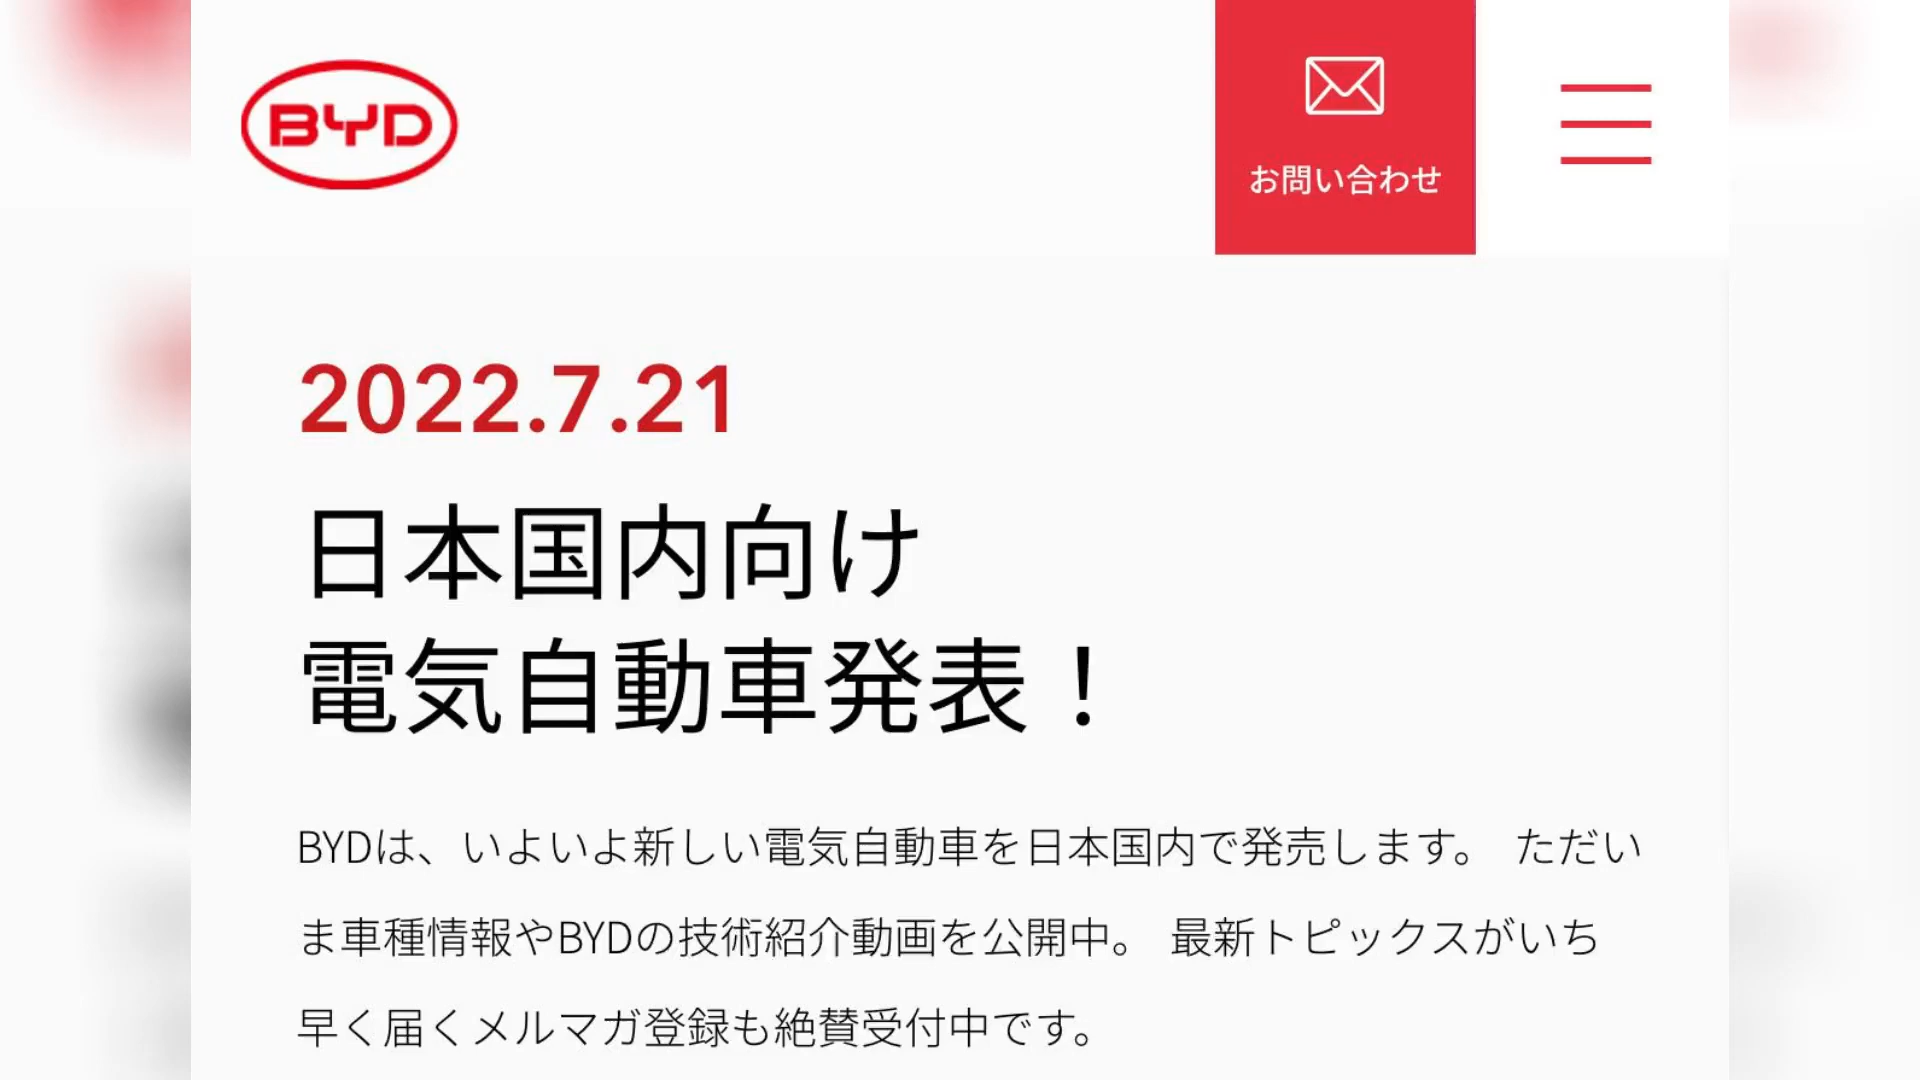 BYD
お問い合わせ
2022.7.21
日本国内向け
電気自動車発表！
BYDは、いよいよ新しい電気自動車を日本国内で発売します。 ただい
ま車種情報やBYDの技術紹介動画を公開中。 最新トピックスがいち
早く届くメルマガ登録も絶賛受付中です。